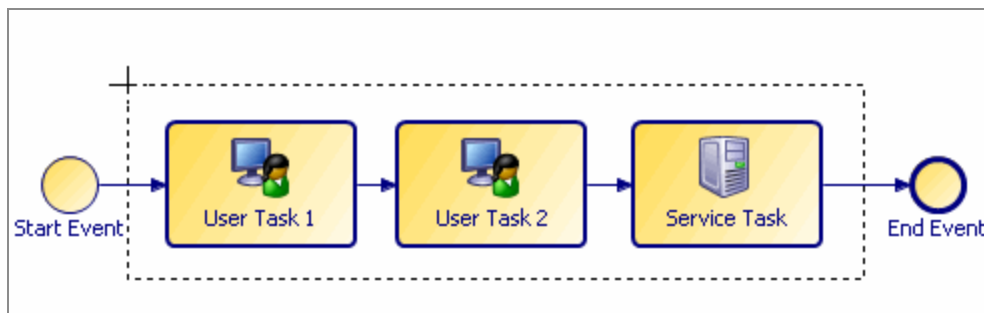 Start Event
User Task 1
User Task 2
Service Task
End Event